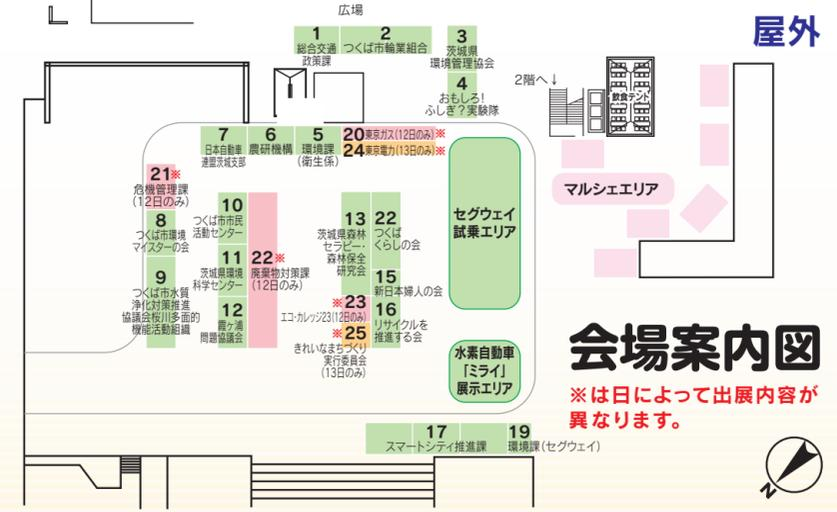 広場
屋外
1
総合交通
政策課
2
つくば市輪業組合
3
茨城県
環境管理協会
4
おもしろ！
ふしぎ？実験隊
2階へ↓
飲食テント
7
日本自動車
連盟茨城支部
6
農研機構
5
環境課
(衛生係)
20東京ガス(12日のみ)※
24東京電力(13日のみ)※
マルシェエリア
21※
危機管理課
(12日のみ)
8
つくば市環境
マイスターの会
9
つくば市水質
浄化対策推進
協議会桜川多面的
機能活動組織
10
つくば市市民
活動センター
11
茨城県環境
科学センター
12
霞ヶ浦
問題協議会
22※
廃棄物対策課
(12日のみ)
13
茨城県森林
セラピー・
森林保全
研究会
22
つくば
くらしの会
15
新日本婦人の会
※23
エコ・カレッジ23(12日のみ)
16
リサイクルを
推進する会
※25
きれいなまちづくり
実行委員会
(13日のみ)
セグウェイ
試乗エリア
水素自動車
「ミライ」
展示エリア
17
スマートシティ推進課
19
環境課(セグウェイ)
会場案内図
※は日によって出展内容が
異なります。
N